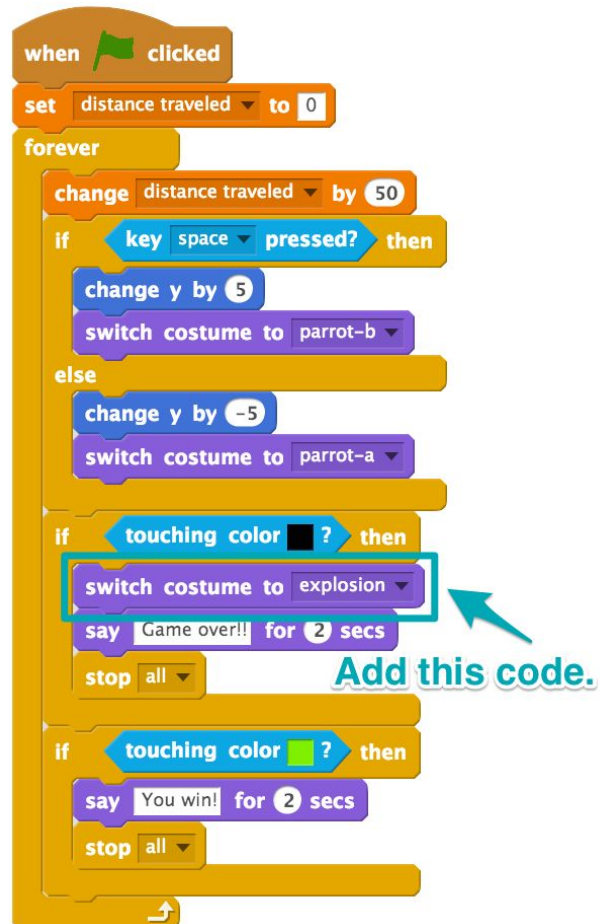 when clicked
set distance traveled to 0
forever
change distance traveled by 50
if key space pressed? then
change y by 5
switch costume to parrot-b
else
change y by -5
switch costume to parrot-a
if touching color ? then
switch costume to explosion
say Game over!! for 2 secs
stop all
Add this code.
if touching color ? then
say You win! for 2 secs
stop all